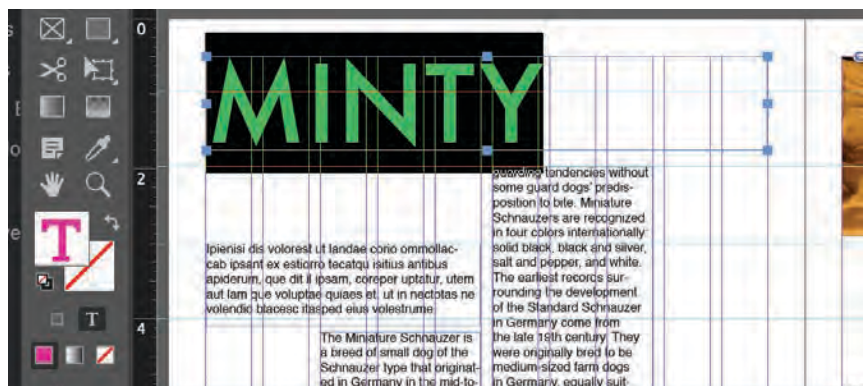 0
MINTY
2
4
T
T
Ipienisi dis volorest ut landae corio ommollac-
cab ipsant ex estiorro tecatqu isitius antibus
apiderum, que dit il ipsam, coreper uptatur, utem
aut lam que voluptae quiaes et, ut in nectotas ne
volendio blacesc itasped eius volestrume
The Miniature Schnauzer is
a breed of small dog of the
Schnauzer type that originat-
ed in Germany in the mid-to-
guarding tendencies without
some guard dogs' predis-
position to bite. Miniature
Schnauzers are recognized
in four colors internationally:
solid black, black and silver,
salt and pepper, and white.
The earliest records sur-
rounding the development
of the Standard Schnauzer
in Germany come from
the late 19th century. They
were originally bred to be
medium-sized farm dogs
in Germany, equally suit-